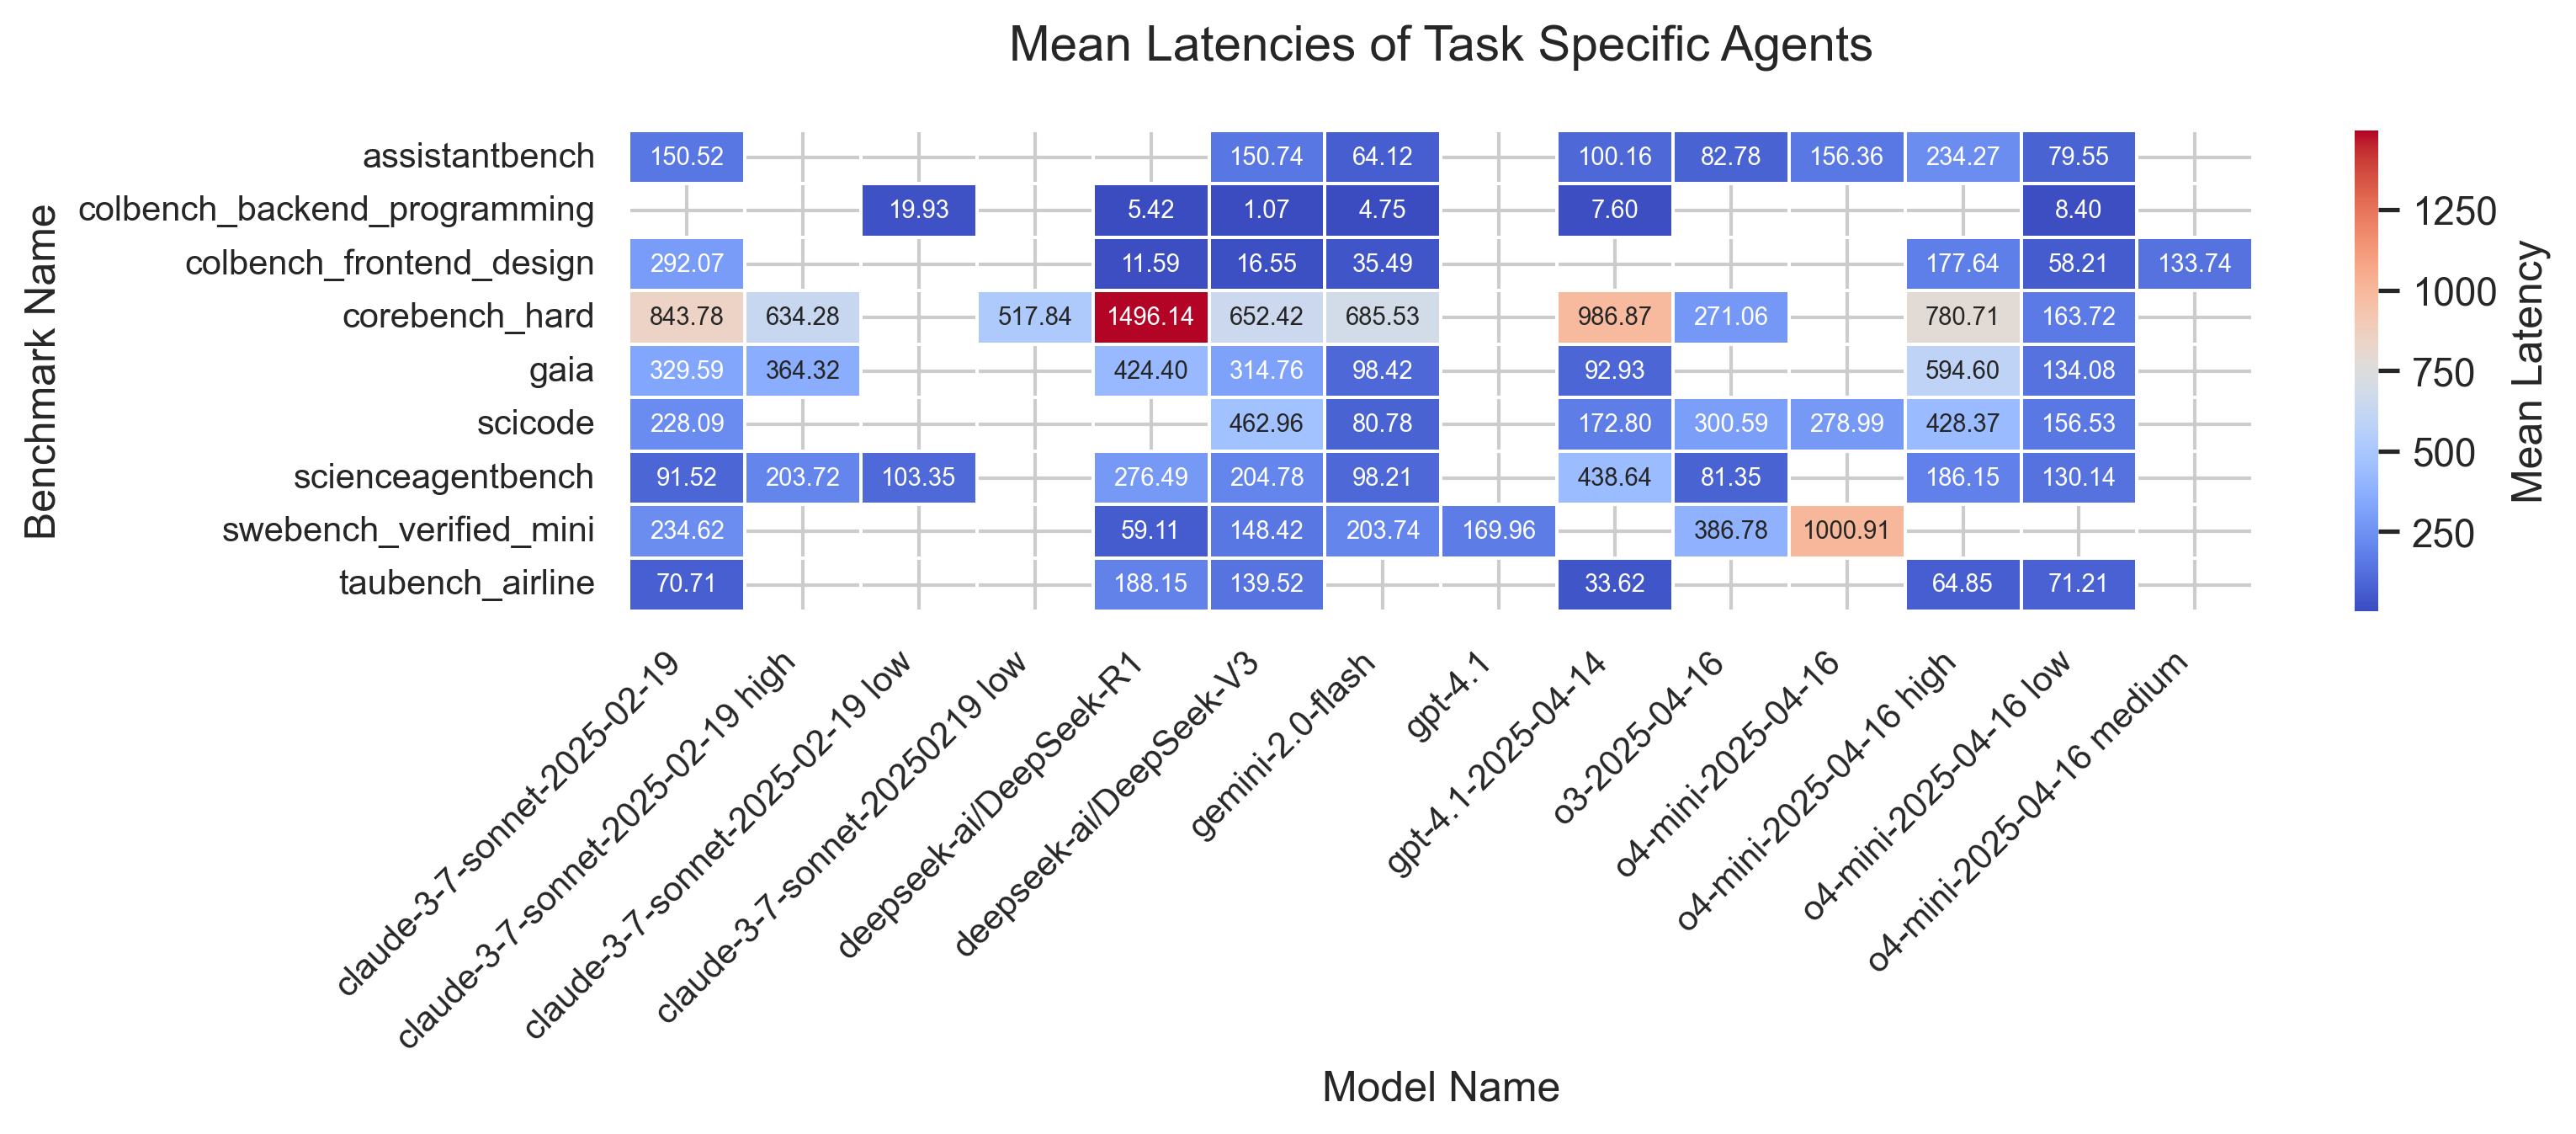 Mean Latencies of Task Specific Agents
Benchmark Name
assistantbench 150.52 150.74 64.12 100.16 82.78 156.36 234.27 79.55
colbench_backend_programming 19.93 5.42 1.07 4.75 7.60 8.40
colbench_frontend_design 292.07 11.59 16.55 35.49 177.64 58.21 133.74
corebench_hard 843.78 634.28 517.84 1496.14 652.42 685.53 986.87 271.06 780.71 163.72
gaia 329.59 364.32 424.40 314.76 98.42 92.93 594.60 134.08
scicode 228.09 462.96 80.78 172.80 300.59 278.99 428.37 156.53
scienceagentbench 91.52 203.72 103.35 276.49 204.78 98.21 438.64 81.35 186.15 130.14
swebench_verified_mini 234.62 59.11 148.42 203.74 169.96 386.78 1000.91
taubench_airline 70.71 188.15 139.52 33.62 64.85 71.21
claude-3-7-sonnet-2025-02-19
claude-3-7-sonnet-2025-02-19 high
claude-3-7-sonnet-2025-02-19 low
claude-3-7-sonnet-20250219 low
deepseek-ai/DeepSeek-R1
deepseek-ai/DeepSeek-V3
gemini-2.0-flash
gpt-4.1
gpt-4.1-2025-04-14
o3-2025-04-16
o4-mini-2025-04-16
o4-mini-2025-04-16 high
o4-mini-2025-04-16 low
o4-mini-2025-04-16 medium
Model Name
1250
1000
750
500
250
Mean Latency